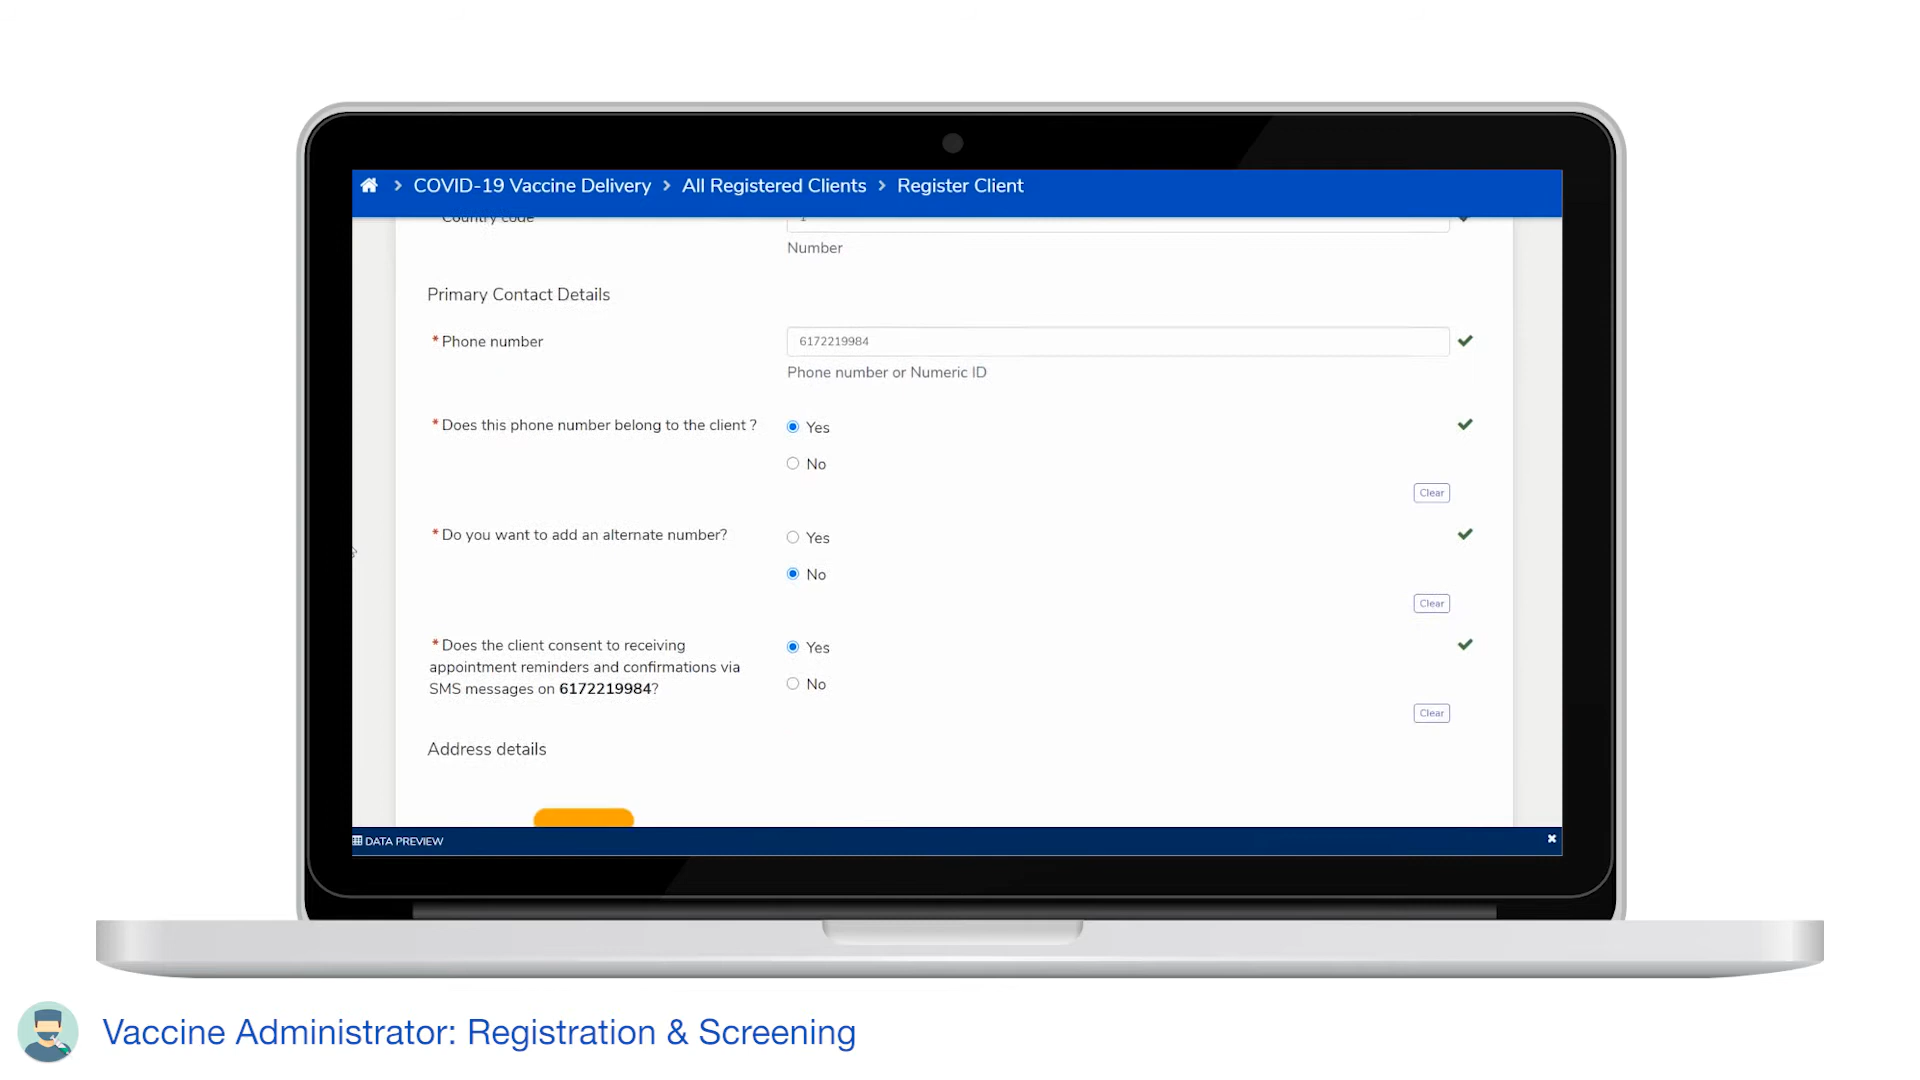 COVID-19 Vaccine Delivery > All Registered Clients > Register Client
Country code
1
Number
Primary Contact Details
* Phone number
6172219984
Phone number or Numeric ID
* Does this phone number belong to the client ?
Yes
No
Clear
* Do you want to add an alternate number?
Yes
No
Clear
* Does the client consent to receiving
appointment reminders and confirmations via
SMS messages on 6172219984?
Yes
No
Clear
Address details
DATA PREVIEW
Vaccine Administrator: Registration & Screening